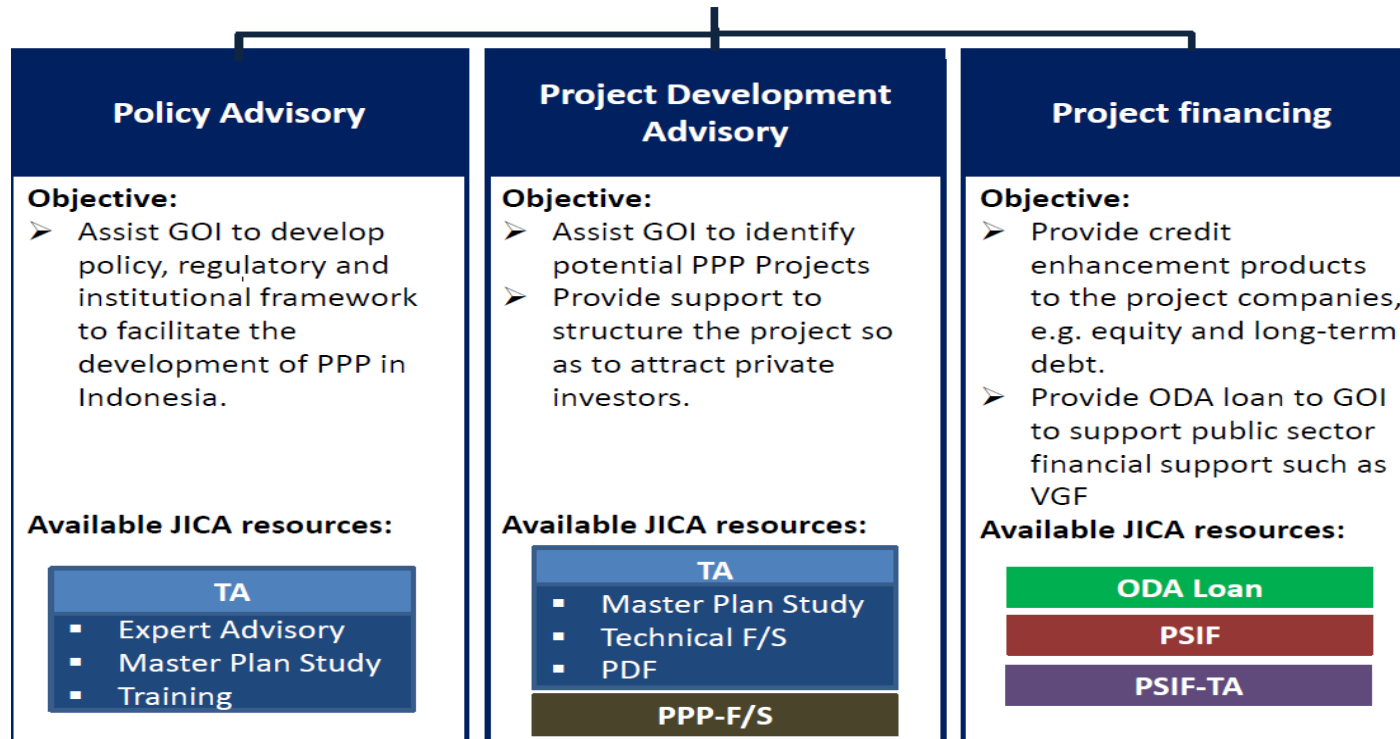 Policy Advisory
Objective:
➢ Assist GOI to develop
policy, regulatory and
institutional framework
to facilitate the
development of PPP in
Indonesia.
Available JICA resources:
TA
▪ Expert Advisory
▪ Master Plan Study
▪ Training
Project Development
Advisory
Objective:
➢ Assist GOI to identify
potential PPP Projects
➢ Provide support to
structure the project so
as to attract private
investors.
Available JICA resources:
TA
▪ Master Plan Study
▪ Technical F/S
▪ PDF
PPP-F/S
Project financing
Objective:
➢ Provide credit
enhancement products
to the project companies,
e.g. equity and long-term
debt.
➢ Provide ODA loan to GOI
to support public sector
financial support such as
VGF
Available JICA resources:
ODA Loan
PSIF
PSIF-TA